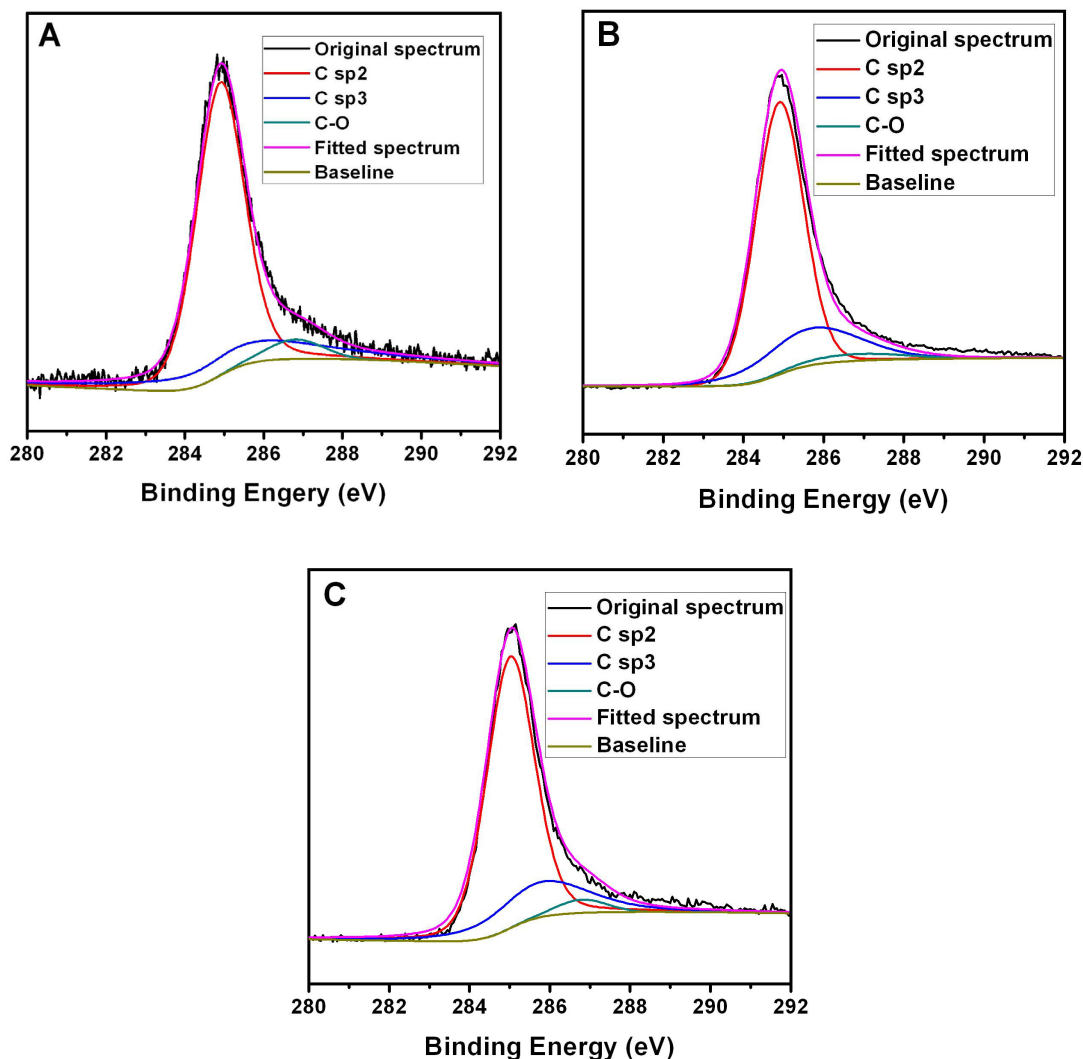 A
Original spectrum
C sp2
C sp3
C-O
Fitted spectrum
Baseline
280 282 284 286 288 290 292
Binding Engery (eV)
B
Original spectrum
C sp2
C sp3
C-O
Fitted spectrum
Baseline
280 282 284 286 288 290 292
Binding Energy (eV)
C
Original spectrum
C sp2
C sp3
C-O
Fitted spectrum
Baseline
280 282 284 286 288 290 292
Binding Energy (eV)